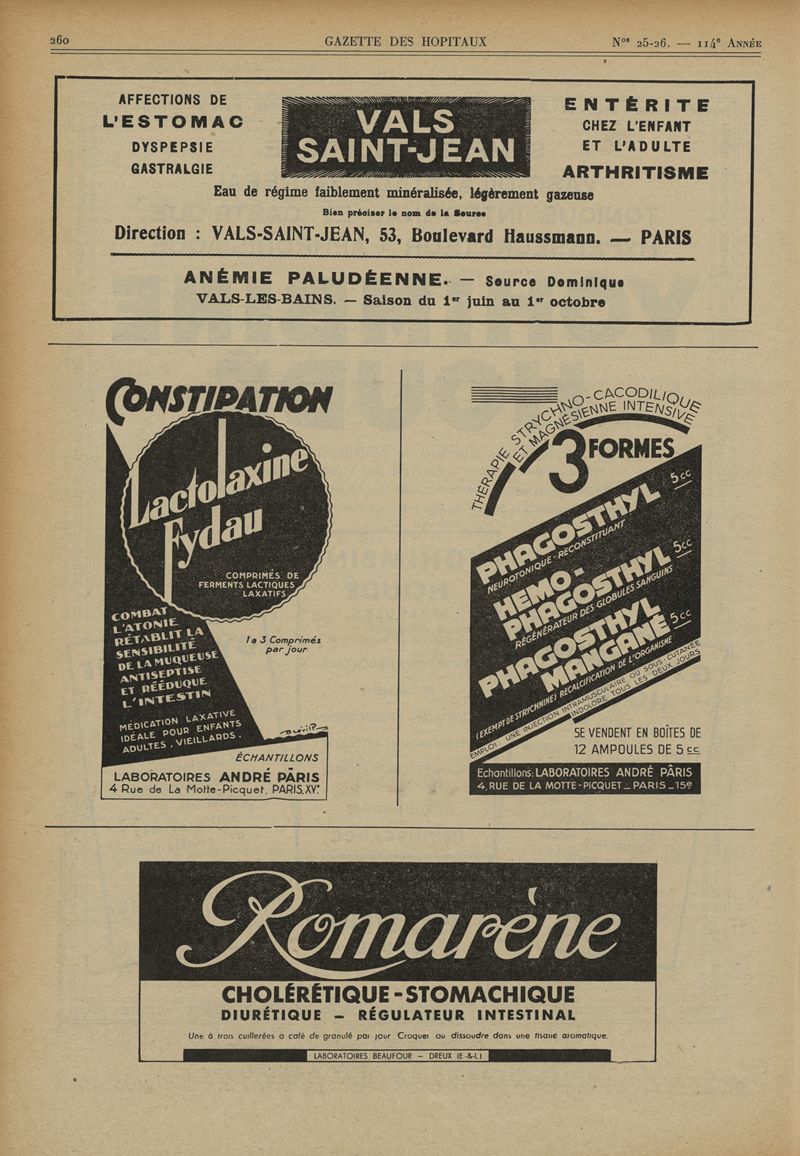 260
GAZETTE DES HOPITAUX
Nos 25-26. — 114e ANNÉE
AFFECTIONS DE
L'ESTOMAC
DYSPEPSIE
GASTRALGIE
VALS
SAINT-JEAN
ENTÉRITE
CHEZ L'ENFANT
ET L'ADULTE
ARTHRITISME
Eau de régime faiblement minéralisée, légèrement gazeuse
Bien préciser le nom de la Source
Direction : VALS-SAINT-JEAN, 53, Boulevard Haussmann. — PARIS
ANÉMIE PALUDÉENNE. — Source Dominique
VALS-LES-BAINS. — Saison du 1er juin au 1er octobre
CONSTIPATION
Lactolaxine
Fydau
COMPRIMÉS DE
FERMENTS LACTIQUES
LAXATIFS
COMBAT
L'ATONIE
RÉTABLIT LA
SENSIBILITÉ
DE LA MUQUEUSE
ANTISEPTISE
ET RÉÉDUQUE
L'INTESTIN
1 a 3 Comprimés
par jour
MÉDICATION LAXATIVE
IDÉALE POUR ENFANTS
ADULTES, VIEILLARDS.
ÉCHANTILLONS
LABORATOIRES ANDRÉ PÂRIS
4 Rue de La Motte-Picquet, PARIS.XVe
THÉRAPIE STRYCHNO-CACODILIQUE
ET MAGNÉSIENNE INTENSIVE
3 FORMES
PHAGOSTHYL 5cc
NEUROTONIQUE-RECONSTITUANT
HEMO-
PHAGOSTHYL 5cc
RÉGÉNÉRATEUR DES GLOBULES SANGUINS
PHAGOSTHYL
MANGANÉ 5cc
(EXEMPT DE STRYCHNINE) RECALCIFICATION DE L'ORGANISME
EMPLOI: UNE INJECTION INTRAMUSCULAIRE OU SOUS-CUTANÉE
INDOLORE TOUS LES DEUX JOURS
SE VENDENT EN BOÎTES DE
12 AMPOULES DE 5 cc.
Echantillons: LABORATOIRES ANDRÉ PÂRIS
4, RUE DE LA MOTTE-PICQUET_PARIS_15e
Romarène
CHOLÉRÉTIQUE-STOMACHIQUE
DIURÉTIQUE – RÉGULATEUR INTESTINAL
Une à trois cuillerées a café de granulé par jour Croquer ou dissoudre dans une tisane aromatique.
LABORATOIRES BEAUFOUR – DREUX (E-&-L)